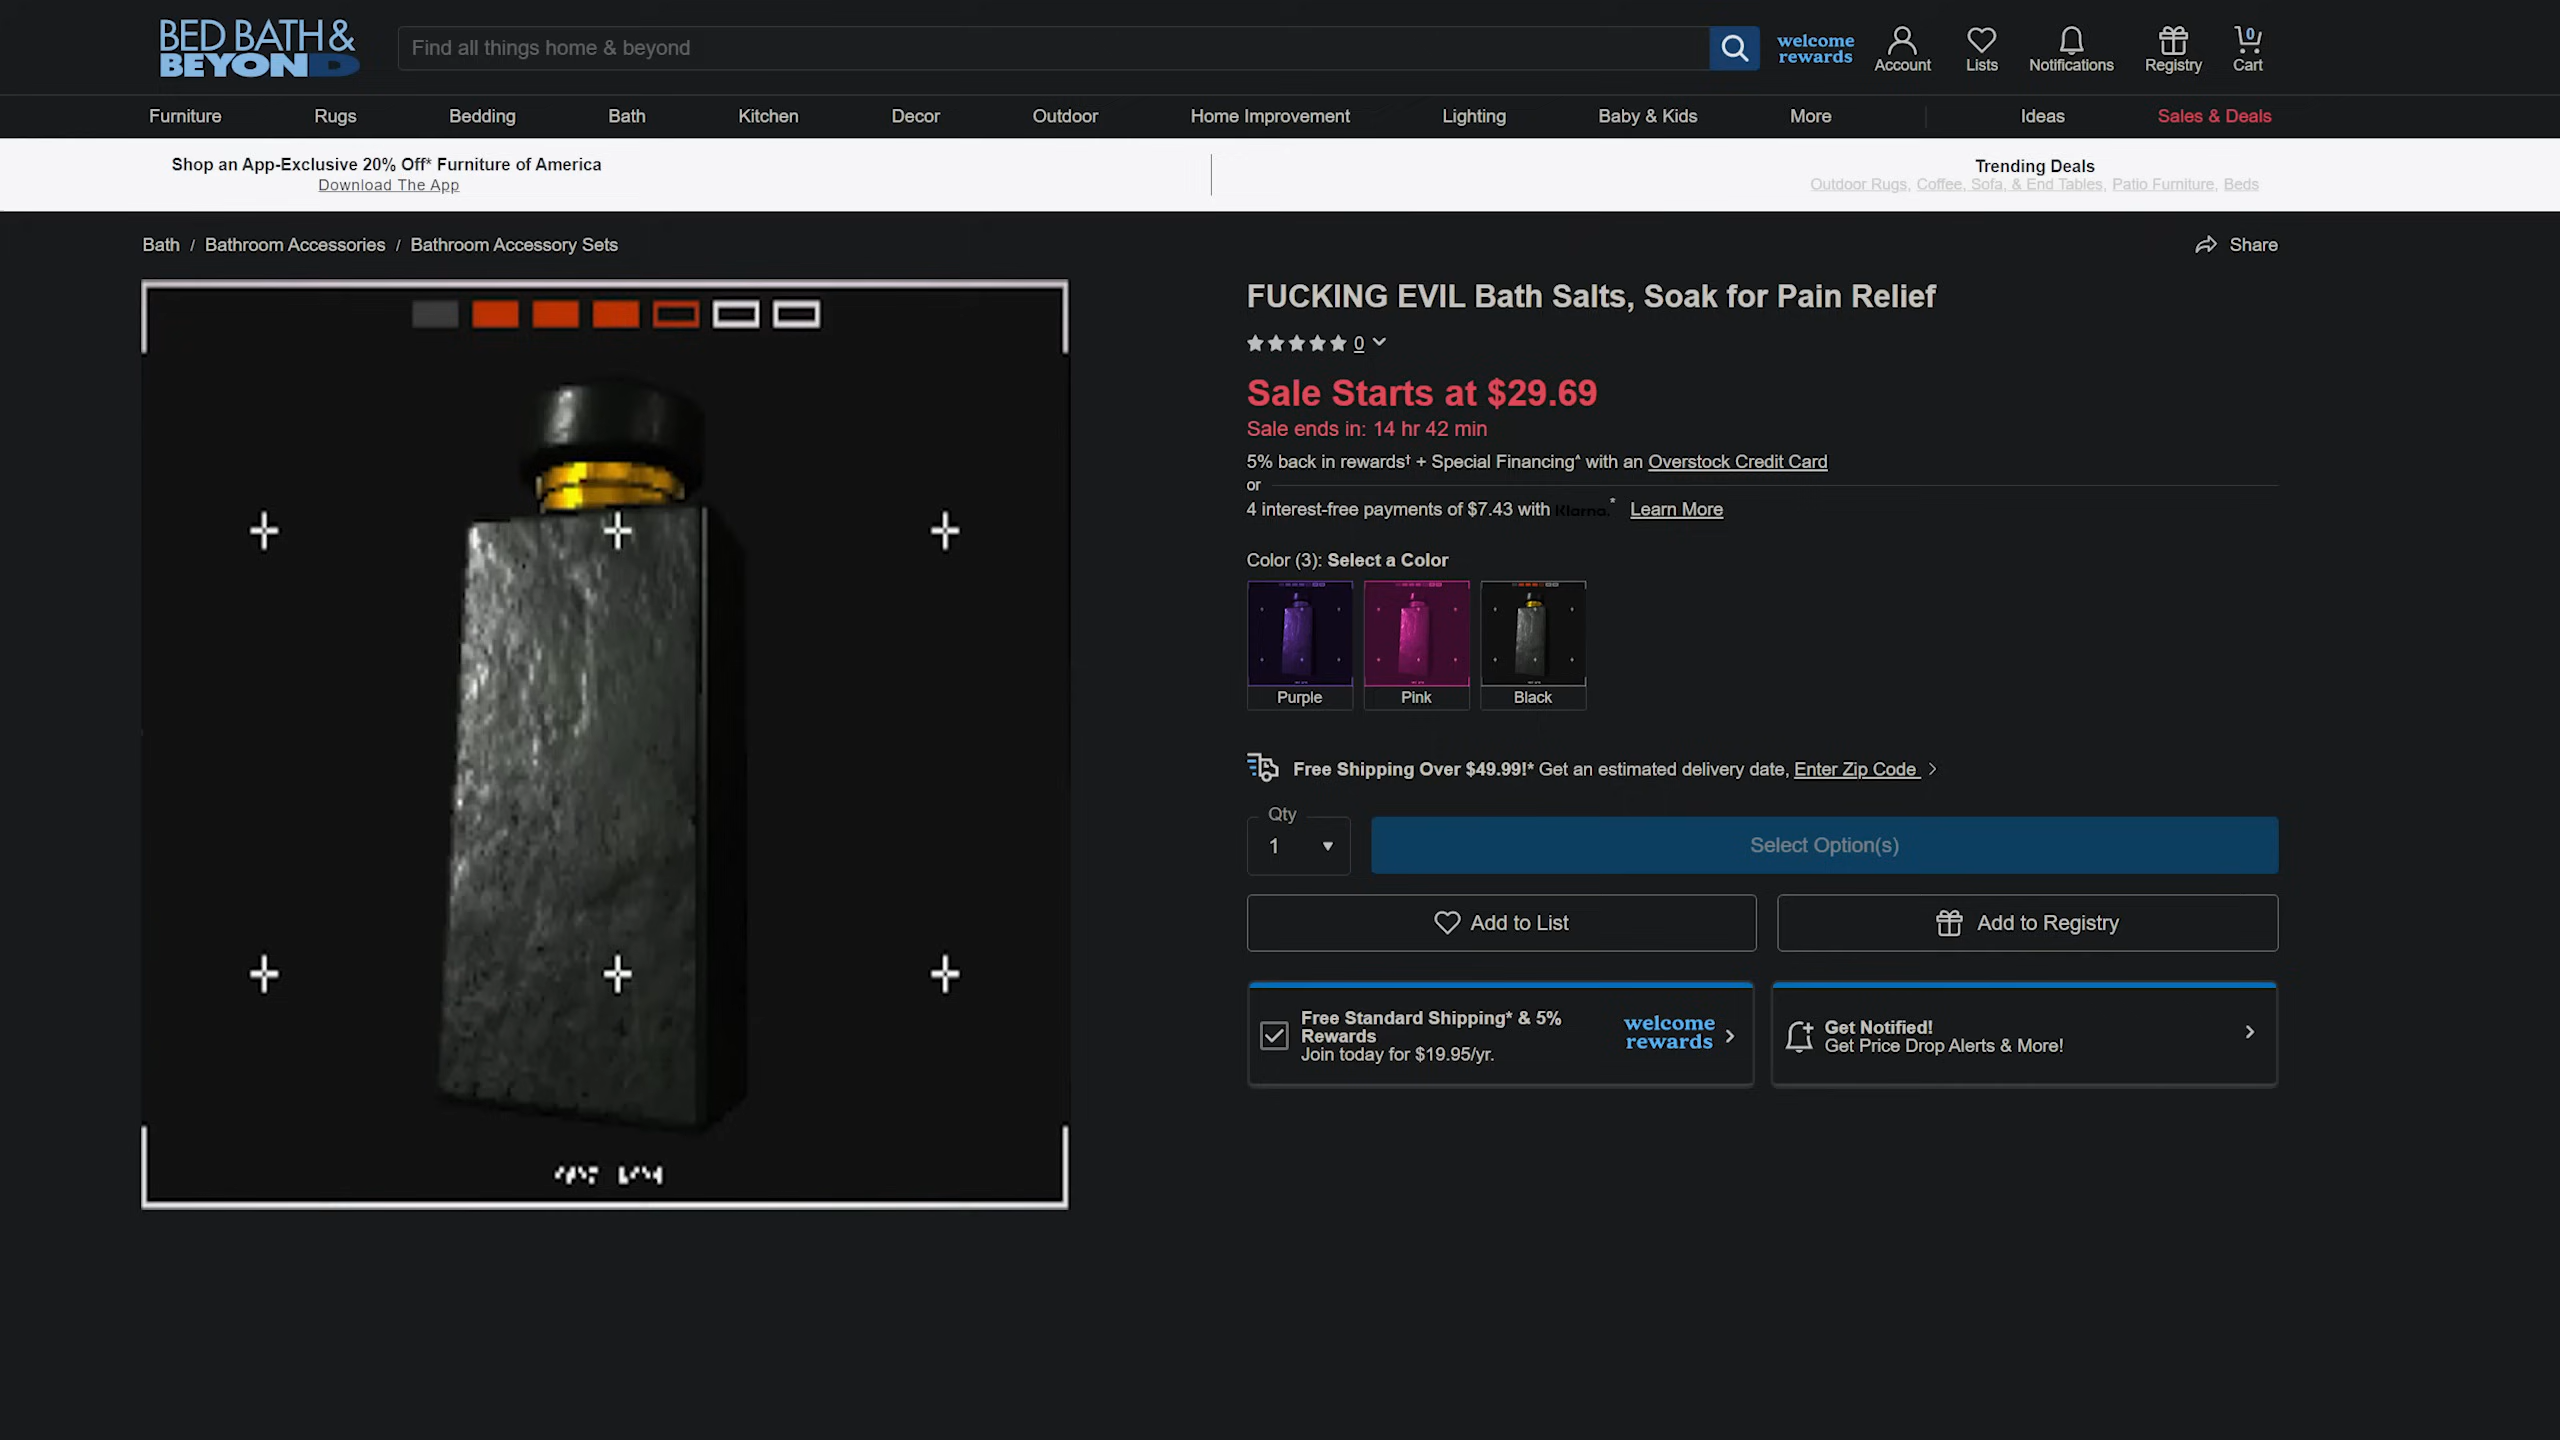 BED BATH &
BEYOND
Find all things home & beyond
welcome
rewards
Account
Lists
Notifications
Registry
0
Cart
Furniture
Rugs
Bedding
Bath
Kitchen
Decor
Outdoor
Home Improvement
Lighting
Baby & Kids
More
Ideas
Sales & Deals
Shop an App-Exclusive 20% Off* Furniture of America
Download The App
Trending Deals
Outdoor Rugs, Coffee, Sofa, & End Tables, Patio Furniture, Beds
Bath / Bathroom Accessories / Bathroom Accessory Sets
Share
FUCKING EVIL Bath Salts, Soak for Pain Relief
0
Sale Starts at $29.69
Sale ends in: 14 hr 42 min
5% back in rewards† + Special Financing^ with an Overstock Credit Card
or
4 interest-free payments of $7.43 with Klarna.* Learn More
Color (3): Select a Color
Purple
Pink
Black
Free Shipping Over $49.99!* Get an estimated delivery date, Enter Zip Code
Qty
1
Select Option(s)
Add to List
Add to Registry
Free Standard Shipping* & 5%
Rewards
Join today for $19.95/yr.
welcome
rewards
Get Notified!
Get Price Drop Alerts & More!